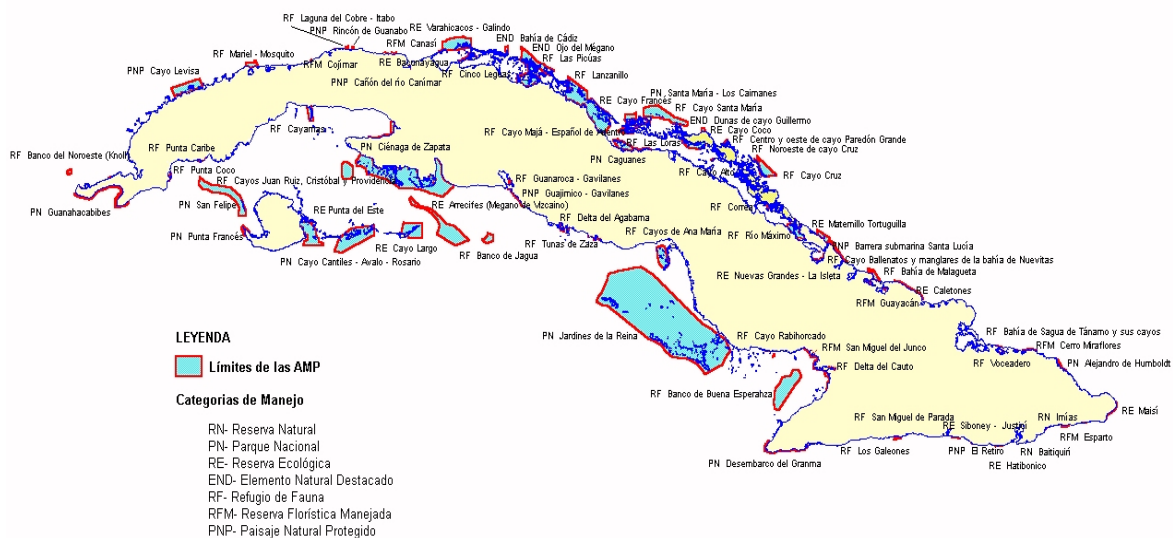 RF Laguna del Cobre - Itabo
PNP Rincón de Guanabo
RE Varahicacos - Galindo
RFM Canasí
END Bahía de Cádiz
END Ojo del Mégano
RF Las Picúas
RF Mariel - Mosquito
RFM Cojímar
RE Bacunayagua
RF Cinco Leguas
RF Lanzanillo
PNP Cayo Levisa
PNP Cañón del río Canímar
PN Santa María - Los Caimanes
RE Cayo Francés
RF Cayo Santa María
END Dunas de cayo Guillermo
RE Cayo Coco
RF Cayamas
RF Cayo Majá - Español de Adentro
RF Las Loras
RF Centro y oeste de cayo Paredón Grande
RF Noroeste de cayo Cruz
RF Banco del Noroeste (Knoll)
RF Punta Caribe
PN Ciénaga de Zapata
PN Caguanes
RF Cayo Alto
RF Cayo Cruz
RF Punta Coco
RF Cayos Juan Ruiz, Cristóbal y Providencia
RF Guanaroca - Gavilanes
PNP Guajimico - Gavilanes
PN Guanahacabibes
PN San Felipe
RE Punta del Este
RE Arrecifes (Megano de Vizcaino)
RF Correa
RF Delta del Agabama
RE Maternillo Tortuguilla
PN Punta Francés
RE Cayo Largo
RF Banco de Jagua
RF Tunas de Zaza
RF Cayos de Ana María
RF Río Máximo
PNP Barrera submarina Santa Lucía
PN Cayo Cantiles - Avalo - Rosario
RF Cayo Ballenatos y manglares de la bahía de Nuevitas
RF Bahía de Malagueta
RE Nuevas Grandes - La Isleta
RE Caletones
RFM Guayacán
PN Jardines de la Reina
RF Cayo Rabihorcado
RF Bahía de Sagua de Tánamo y sus cayos
RFM San Miguel del Junco
RFM Cerro Miraflores
RF Delta del Cauto
RF Voceadero
PN Alejandro de Humboldt
RF Banco de Buena Esperahza
RF San Miguel de Parada
RE Siboney - Justicí
RN Imías
RE Maisí
PN Desembarco del Granma
RF Los Galeones
PNP El Retiro
RN Baitiquirí
RFM Esparto
RE Hatibonico
LEYENDA
Límites de las AMP
Categorias de Manejo
RN- Reserva Natural
PN- Parque Nacional
RE- Reserva Ecológica
END- Elemento Natural Destacado
RF- Refugio de Fauna
RFM- Reserva Florística Manejada
PNP- Paisaje Natural Protegido